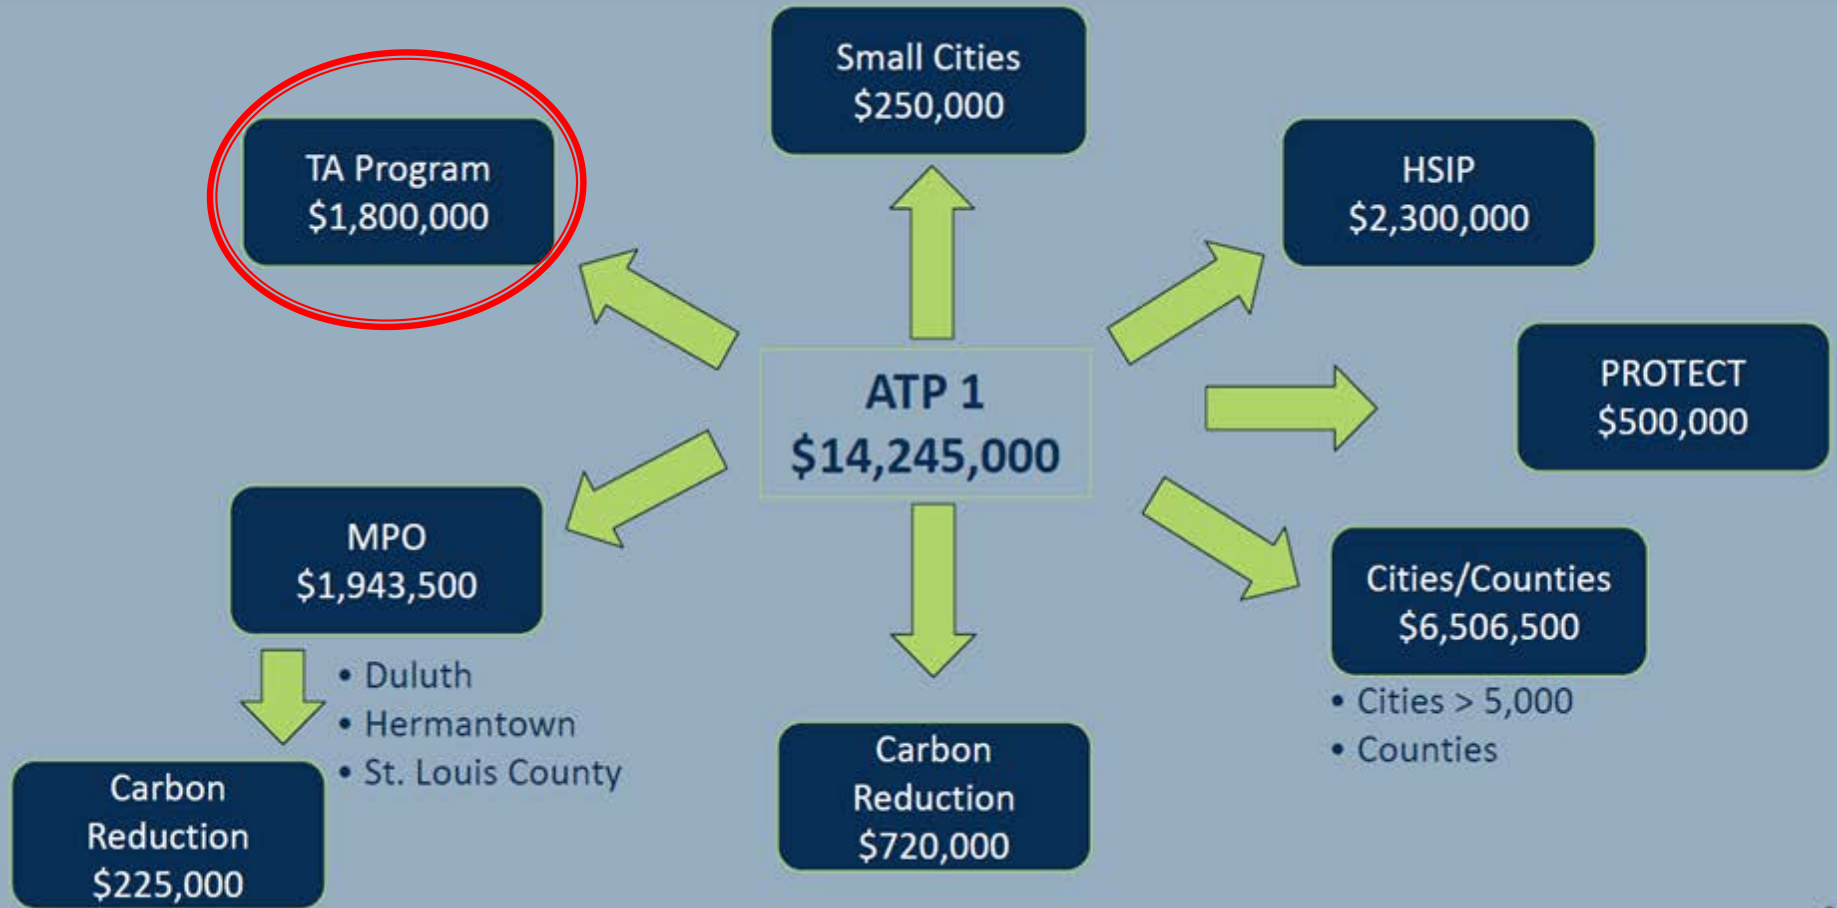 Small Cities
$250,000
TA Program
$1,800,000
HSIP
$2,300,000
PROTECT
$500,000
ATP 1
$14,245,000
MPO
$1,943,500
• Duluth
• Hermantown
• St. Louis County
Cities/Counties
$6,506,500
• Cities > 5,000
• Counties
Carbon
Reduction
$720,000
Carbon
Reduction
$225,000